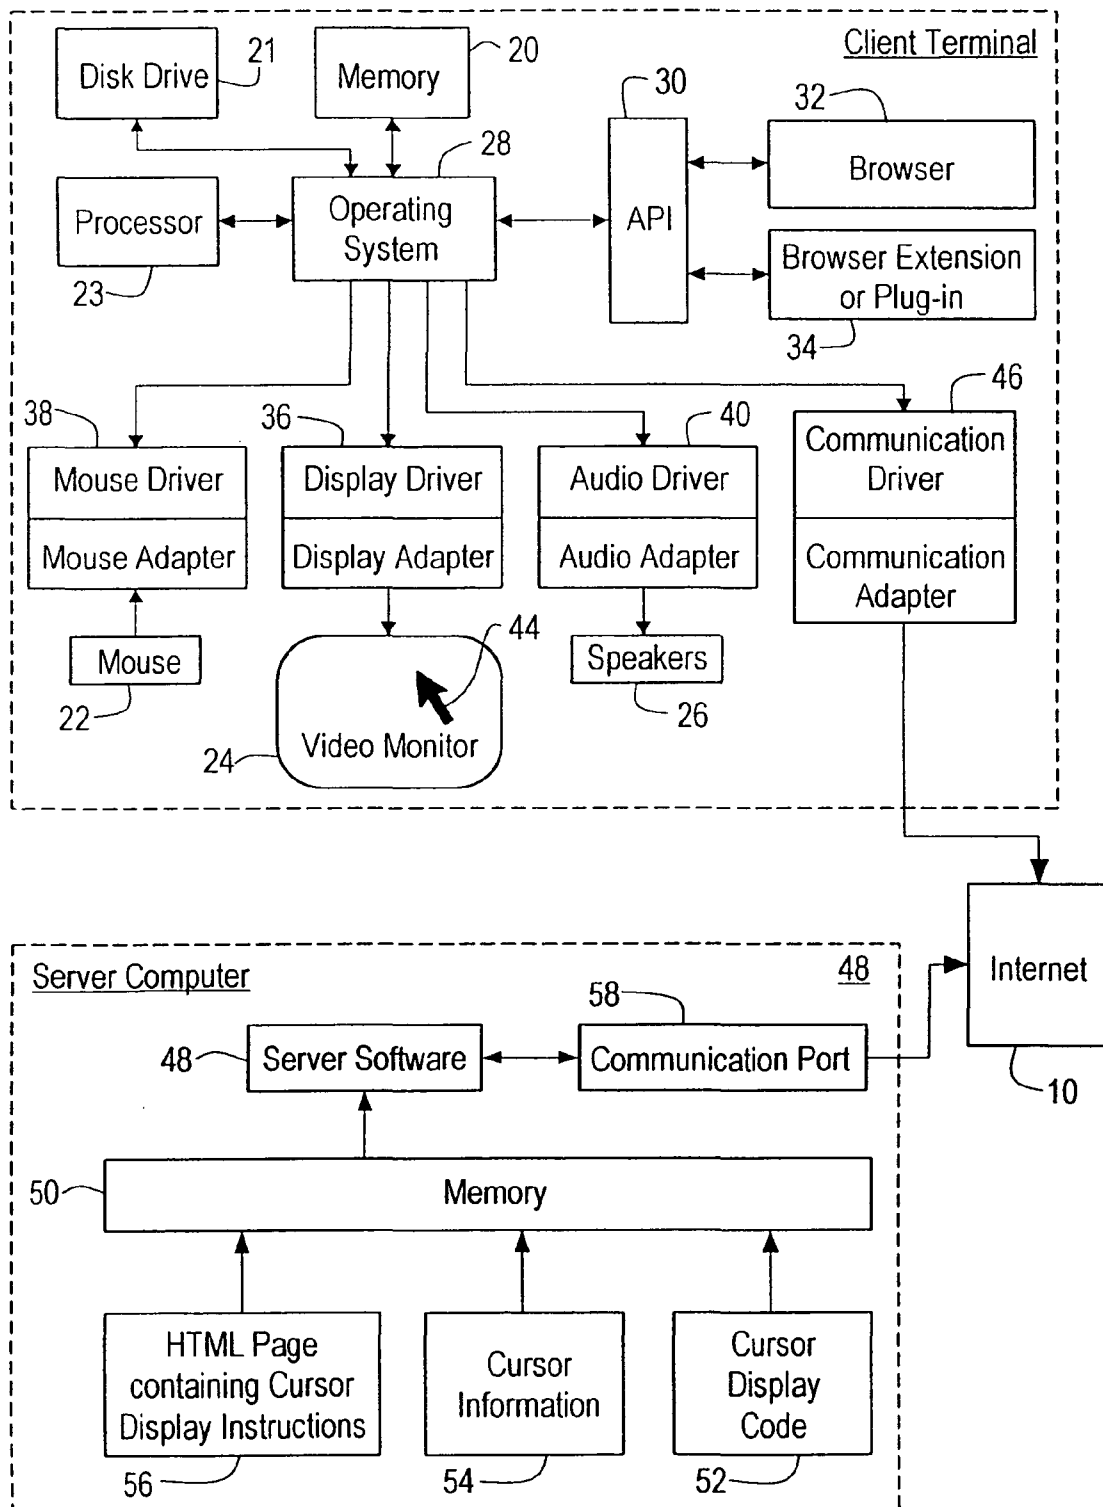 Client Terminal
21
Disk Drive
20
Memory
30
32
Browser
28
Processor
23
Operating
System
API
Browser Extension
or Plug-in
34
38
Mouse Driver
Mouse Adapter
36
Display Driver
Display Adapter
40
Audio Driver
Audio Adapter
46
Communication
Driver
Communication
Adapter
Mouse
22
44
Video Monitor
24
Speakers
26
Internet
10
Server Computer
48
48
Server Software
58
Communication Port
50
Memory
HTML Page
containing Cursor
Display Instructions
56
Cursor
Information
54
Cursor
Display
Code
52